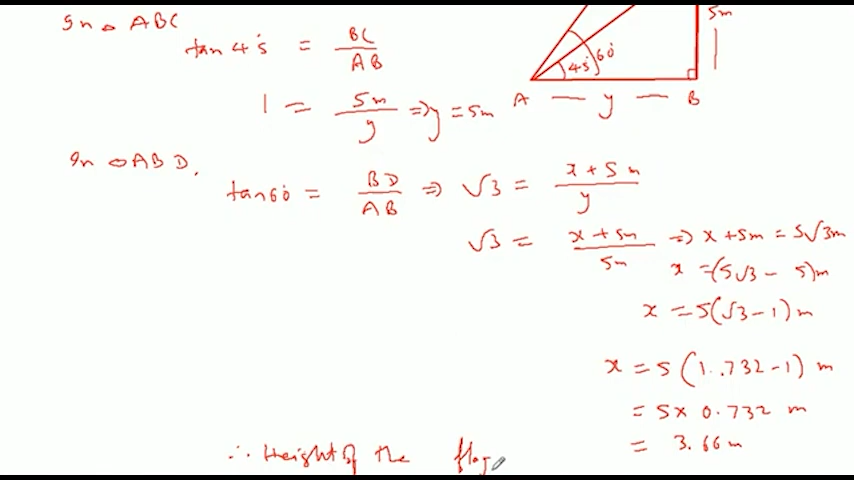 In △ ABC
tan 45° = BC/AB
1 = 5m/y ⇒ y = 5m
In △ ABD.
tan 60° = BD/AB ⇒ √3 = x + 5m/y
√3 = x + 5m/5m ⇒ x + 5m = 5√3m
x = (5√3 - 5)m
x = 5(√3 - 1) m
x = 5(1.732 - 1) m
= 5 x 0.732 m
= 3.66 m
∴ Height of the flag
5m
60°
45°
A — y — B